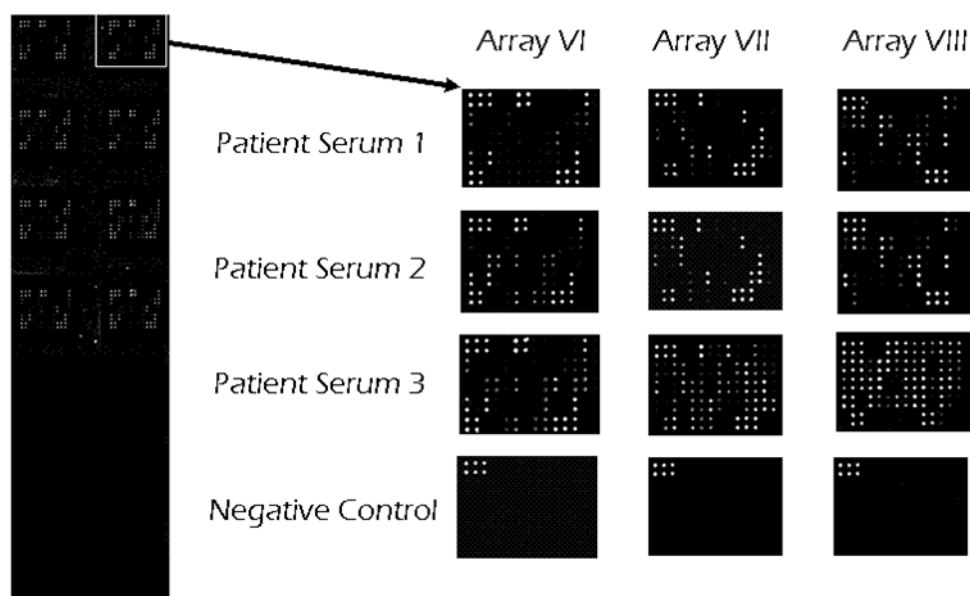 Array VI Array VII Array VIII
Patient Serum 1
Patient Serum 2
Patient Serum 3
Negative Control